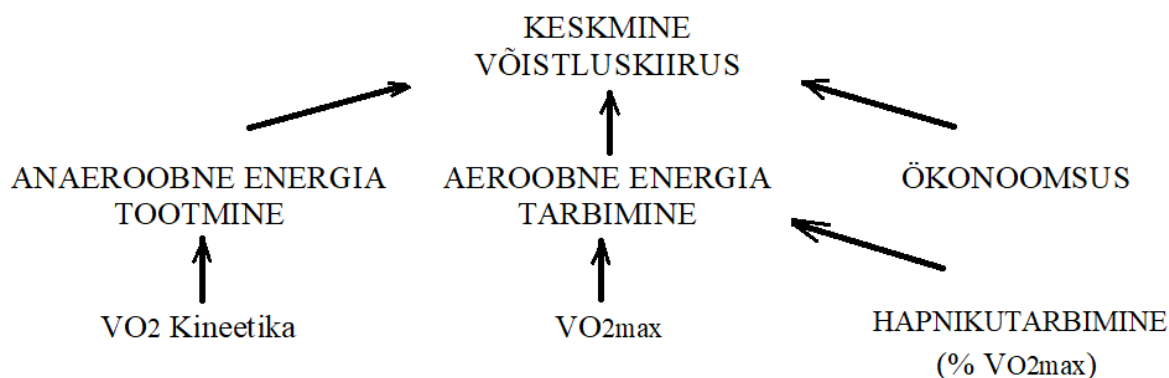 KESKMINE
VÕISTLUSKIIRUS
ANAEROOBNE ENERGIA
TOOTMINE
AEROOBNE ENERGIA
TARBIMINE
ÖKONOOMSUS
VO2 Kineetika
VO2max
HAPNIKUTARBIMINE
(% VO2max)